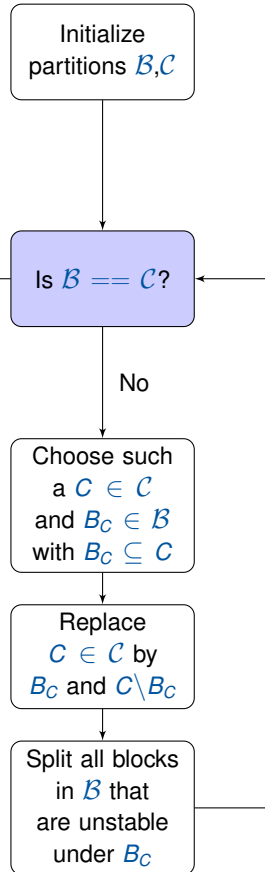 Initialize
partitions ℬ,𝒞
Is ℬ == 𝒞?
No
Choose such
a C ∈ 𝒞
and B_C ∈ ℬ
with B_C ⊆ C
Replace
C ∈ 𝒞 by
B_C and C\B_C
Split all blocks
in ℬ that
are unstable
under B_C